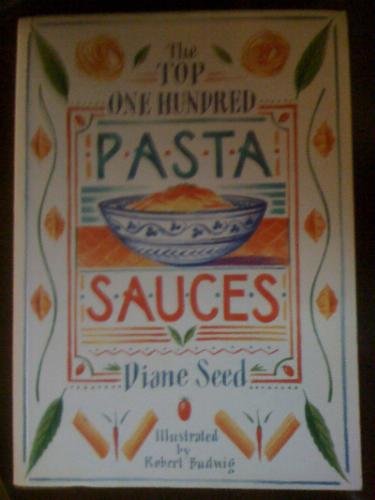 The
TOP
ONE HUNDRED
PASTA
SAUCES
Diane Seed
Illustrated
by
Robert Budwig